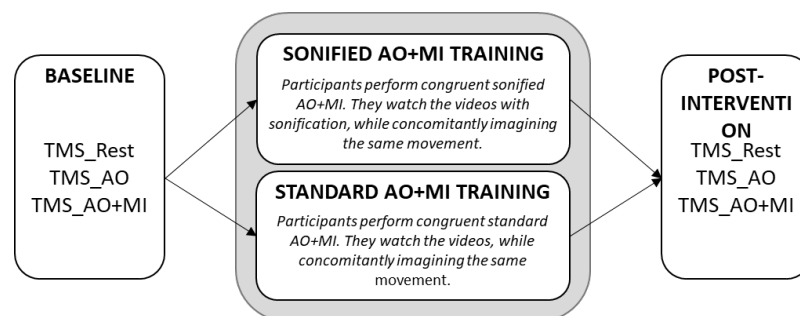 BASELINE
TMS_Rest
TMS_AO
TMS_AO+MI
SONIFIED AO+MI TRAINING
Participants perform congruent sonified
AO+MI. They watch the videos with
sonification, while concomitantly imagining
the same movement.
STANDARD AO+MI TRAINING
Participants perform congruent standard
AO+MI. They watch the videos, while
concomitantly imagining the same
movement.
POST-
INTERVENTI
ON
TMS_Rest
TMS_AO
TMS_AO+MI